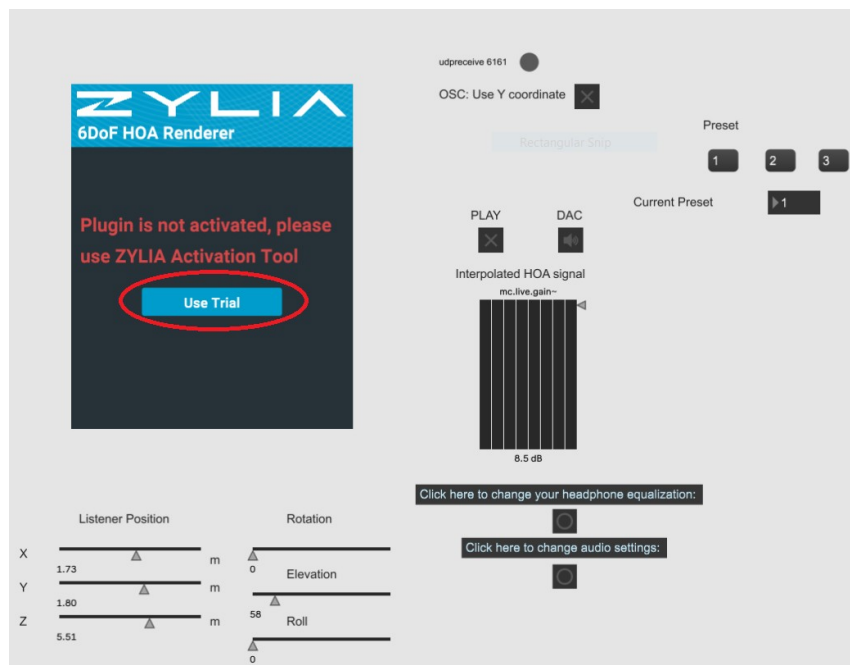 udpreceive 6161
OSC: Use Y coordinate
ZYLIA
6DoF HOA Renderer
Rectangular Snip
Preset
1 2 3
Plugin is not activated, please
use ZYLIA Activation Tool
Use Trial
Current Preset 1
PLAY DAC
Interpolated HOA signal
mc.live.gain~
8.5 dB
Click here to change your headphone equalization:
Click here to change audio settings:
Listener Position Rotation
X m
1.73 0
Elevation
Y m
1.80
58
Z m Roll
5.51
0